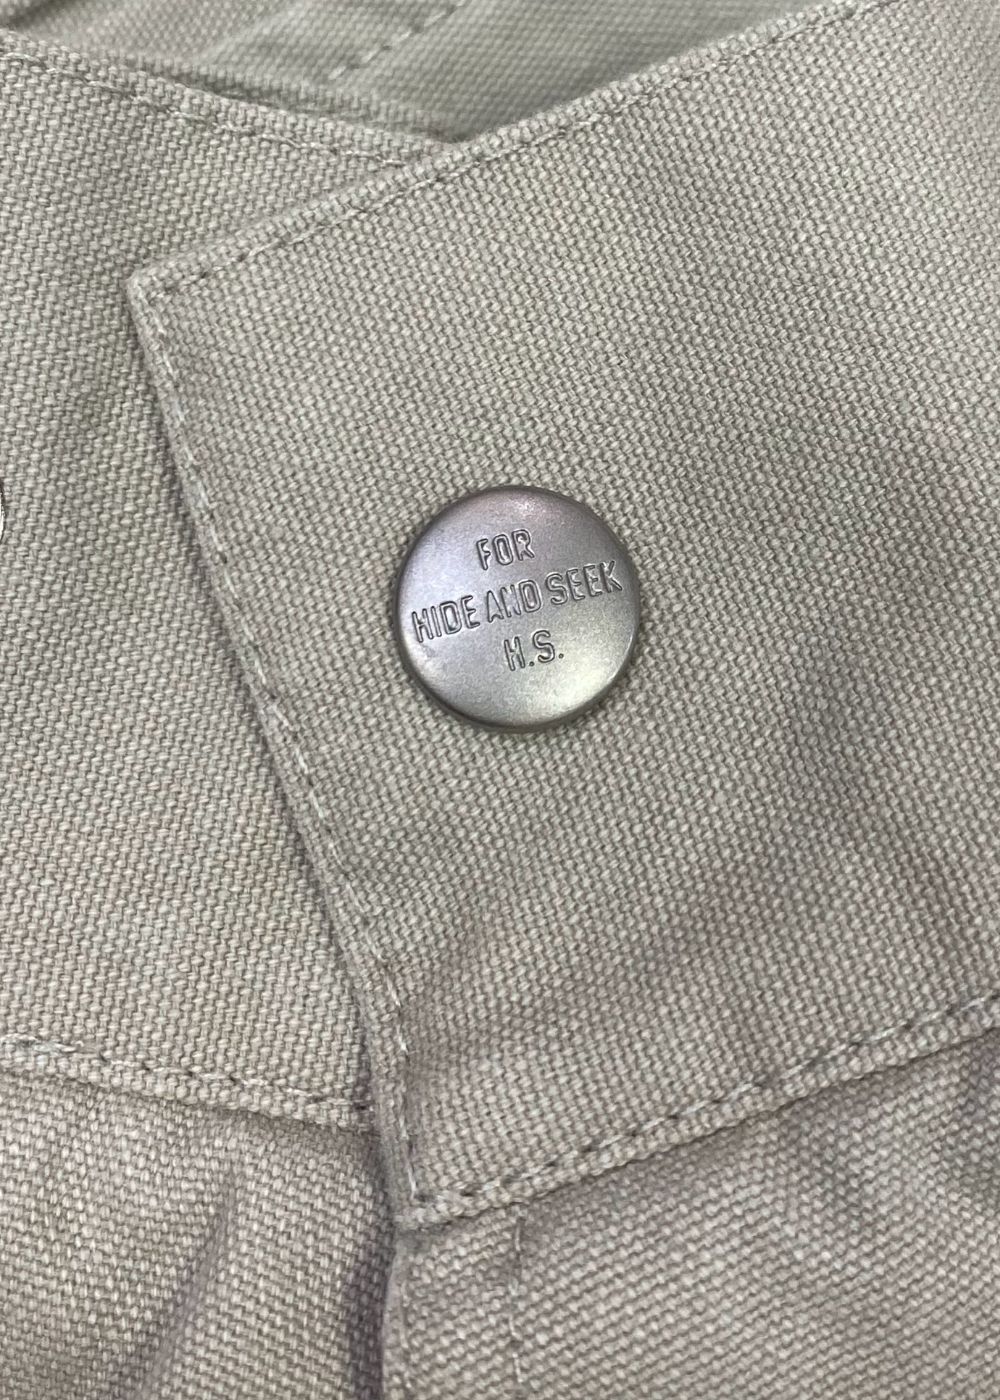 FOR
HIDE AND SEEK
H.S.